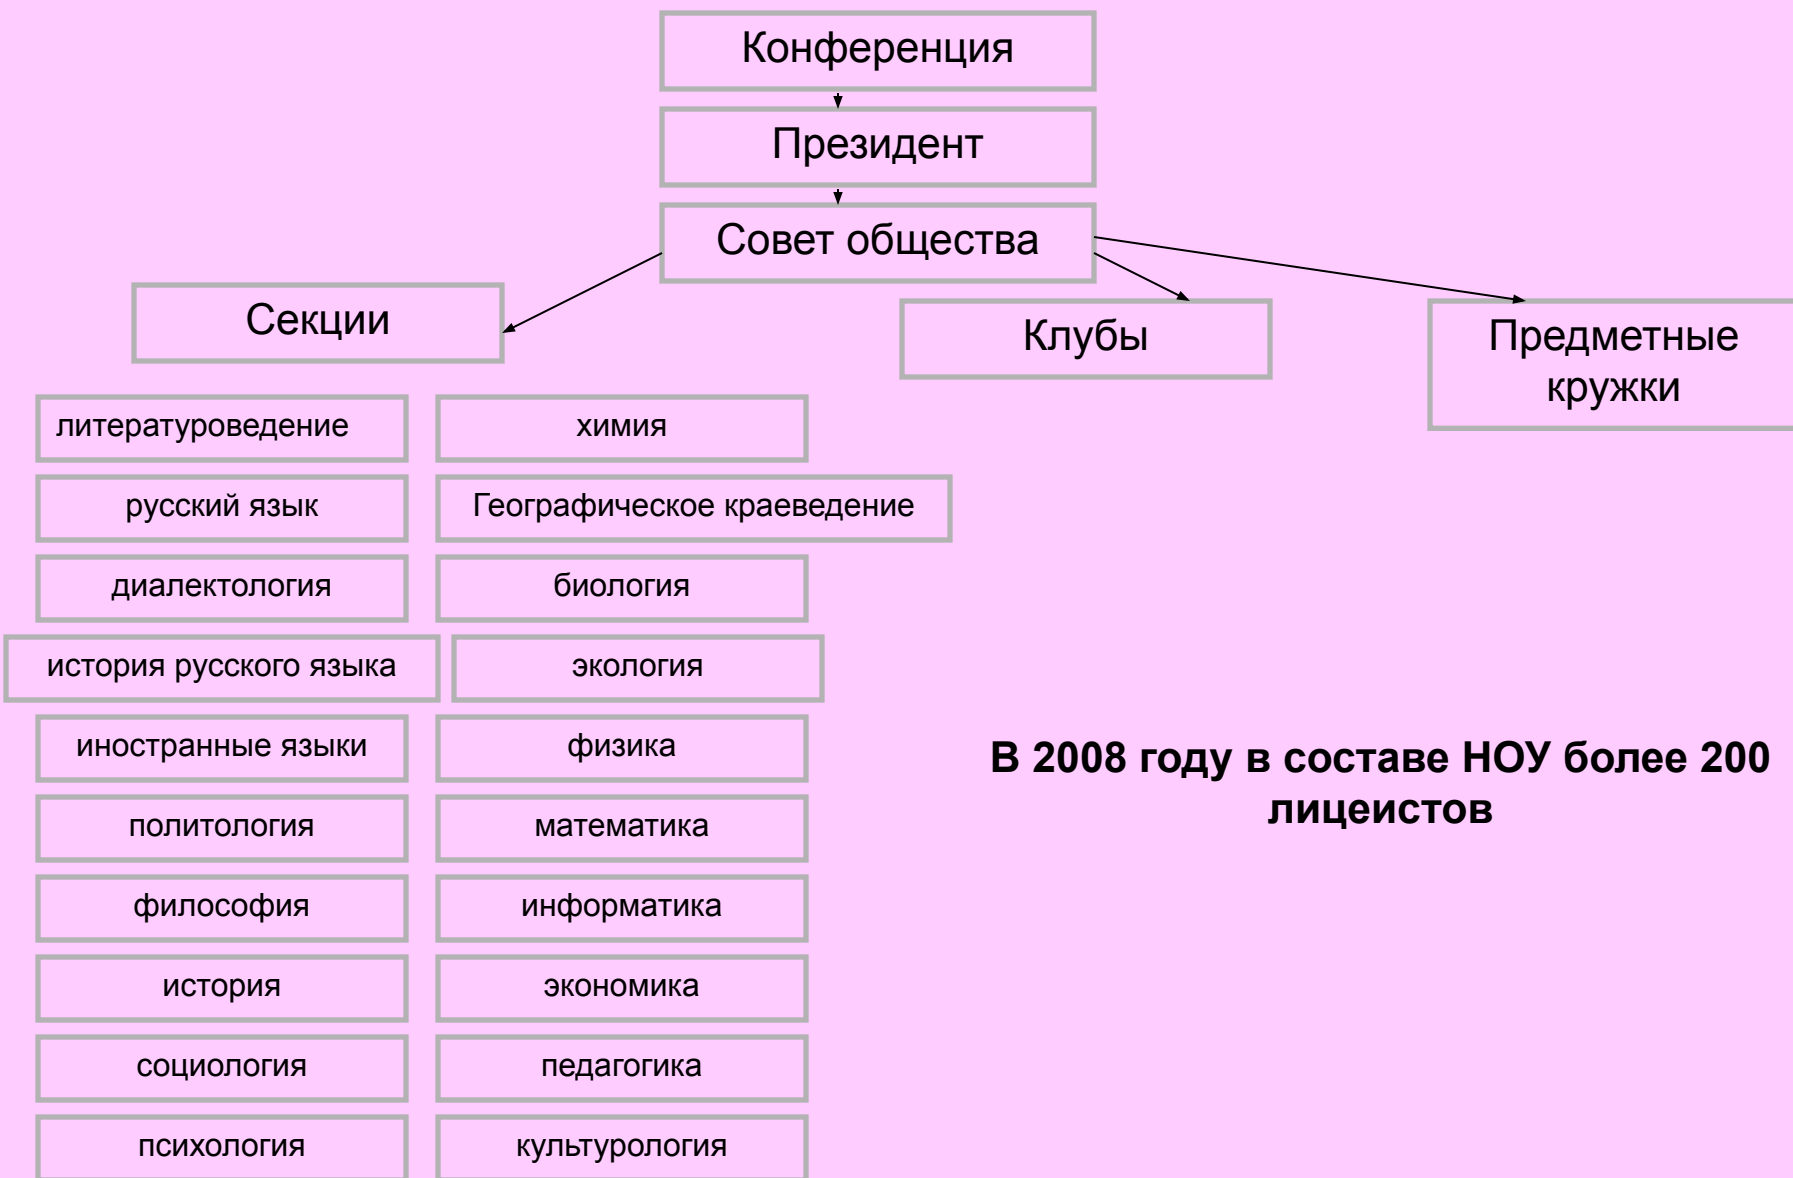 Конференция
Президент
Совет общества
Секции
Клубы
Предметные
кружки
литературоведение
химия
русский язык
Географическое краеведение
диалектология
биология
история русского языка
экология
иностранные языки
физика
политология
математика
философия
информатика
история
экономика
социология
педагогика
психология
культурология
В 2008 году в составе НОУ более 200
лицеистов